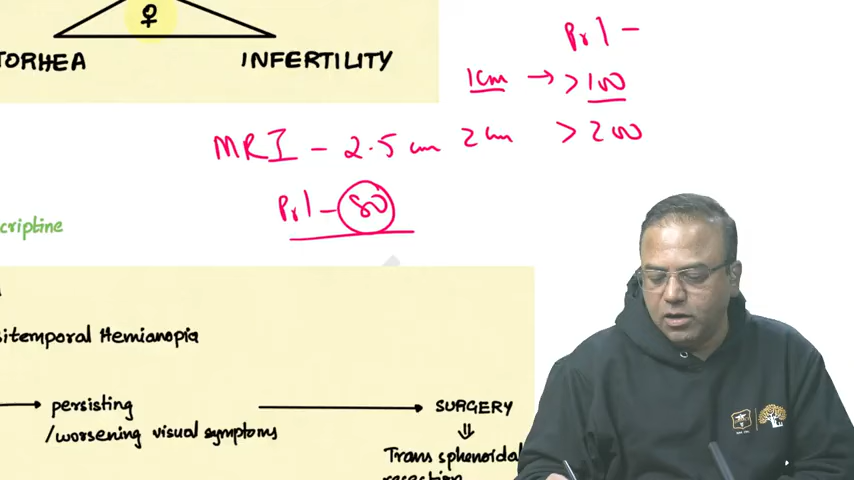 ♀
TORHEA
INFERTILITY
Prl -
1cm → >100
MRI - 2.5 cm 2cm >200
Prl - 80
criptine
sitemporal Hemianopia
→ persisting → SURGERY
/worsening visual symptoms
⇓
Trans sphenoidal
resection